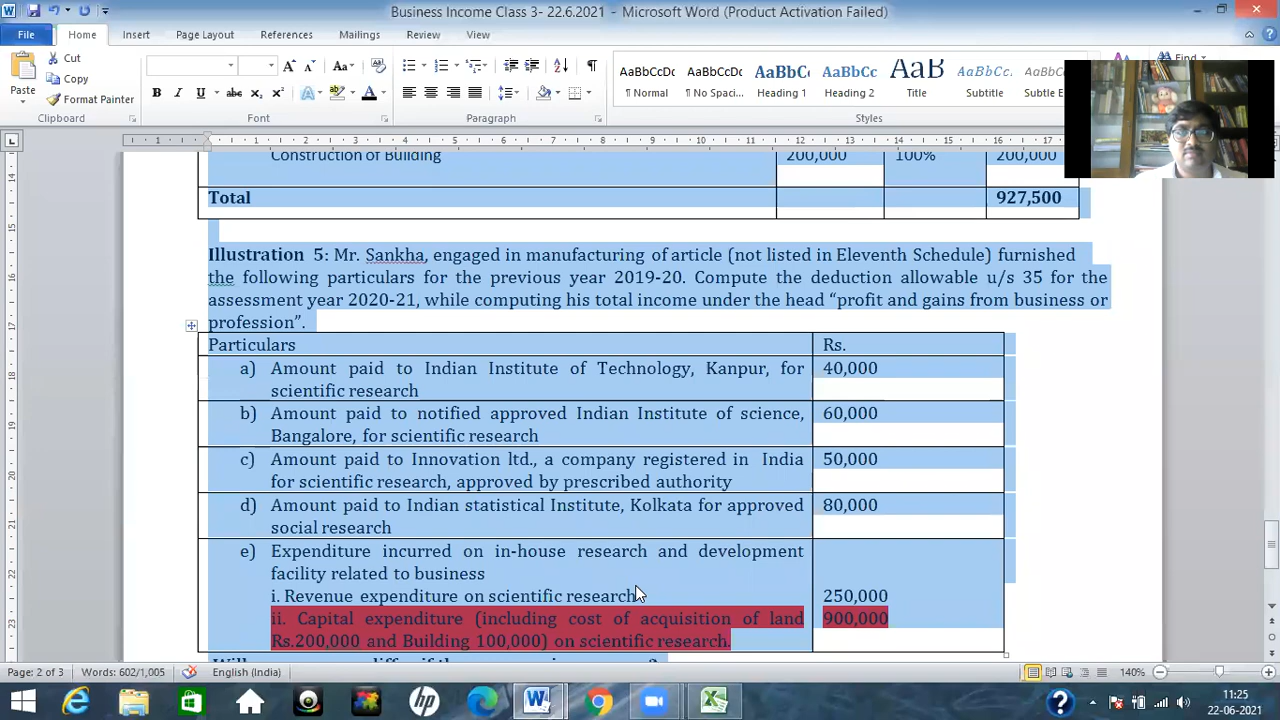 Business Income Class 3- 22.6.2021 - Microsoft Word (Product Activation Failed)
File Home Insert Page Layout References Mailings Review View
Cut
Copy
Paste
Format Painter
Clipboard
Font
Paragraph
AaBbCcDc AaBbCcDc AaBbCc AaBbCc AaB AaBbCc. AaBbCcDc
¶ Normal ¶ No Spaci... Heading 1 Heading 2 Title Subtitle Subtle E
Styles
Find
Construction of Building 200,000 100% 200,000
Total 927,500
Illustration 5: Mr. Sankha, engaged in manufacturing of article (not listed in Eleventh Schedule) furnished
the following particulars for the previous year 2019-20. Compute the deduction allowable u/s 35 for the
assessment year 2020-21, while computing his total income under the head “profit and gains from business or
profession”.
Particulars Rs.
a) Amount paid to Indian Institute of Technology, Kanpur, for 40,000
scientific research
b) Amount paid to notified approved Indian Institute of science, 60,000
Bangalore, for scientific research
c) Amount paid to Innovation ltd., a company registered in India 50,000
for scientific research, approved by prescribed authority
d) Amount paid to Indian statistical Institute, Kolkata for approved 80,000
social research
e) Expenditure incurred on in-house research and development
facility related to business
i. Revenue expenditure on scientific research 250,000
ii. Capital expenditure (including cost of acquisition of land 900,000
Rs.200,000 and Building 100,000) on scientific research.
Page: 2 of 3 Words: 602/1,005 English (India) 140%
11:25
22-06-2021